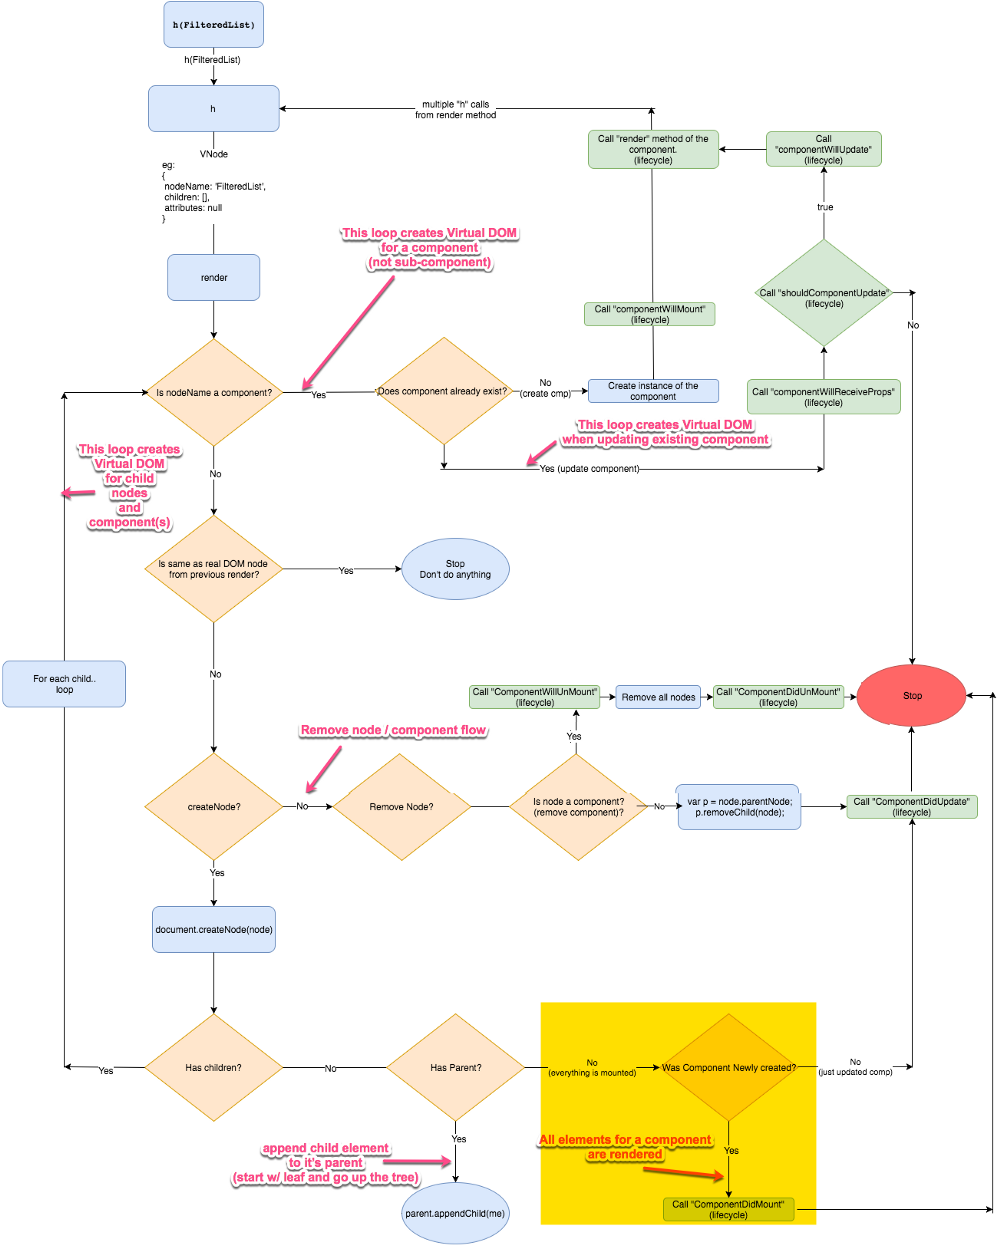 h(FilteredList)
h(FilteredList)
h
multiple "h" calls
from render method
Call "render" method of the
component.
(lifecycle)
Call
"componentWillUpdate"
(lifecycle)
VNode
eg:
{
nodeName: 'FilteredList',
children: [],
attributes: null
}
true
This loop creates Virtual DOM
for a component
(not sub-component)
render
Call "shouldComponentUpdate"
(lifecycle)
No
Call "componentWillMount"
(lifecycle)
Is nodeName a component?
Yes
Does component already exist?
No
(create cmp)
Create instance of the
component
Call "componentWillReceiveProps"
(lifecycle)
This loop creates Virtual DOM
when updating existing component
Yes (update component)
This loop creates
Virtual DOM
for child
nodes
and
component(s)
No
Is same as real DOM node
from previous render?
Yes
Stop
Don't do anything
No
For each child..
loop
Call "ComponentWillUnMount"
(lifecycle)
Remove all nodes
Call "ComponentDidUnMount"
(lifecycle)
Stop
Remove node / component flow
Yes
createNode?
No
Remove Node?
Is node a component?
(remove component)?
No
var p = node.parentNode;
p.removeChild(node);
Call "ComponentDidUpdate"
(lifecycle)
Yes
document.createNode(node)
Has children?
Yes
No
Has Parent?
No
(everything is mounted)
Was Component Newly created?
No
(just updated comp)
Yes
append child element
to it's parent
(start w/ leaf and go up the tree)
All elements for a component
are rendered
Yes
parent.appendChild(me)
Call "ComponentDidMount"
(lifecycle)